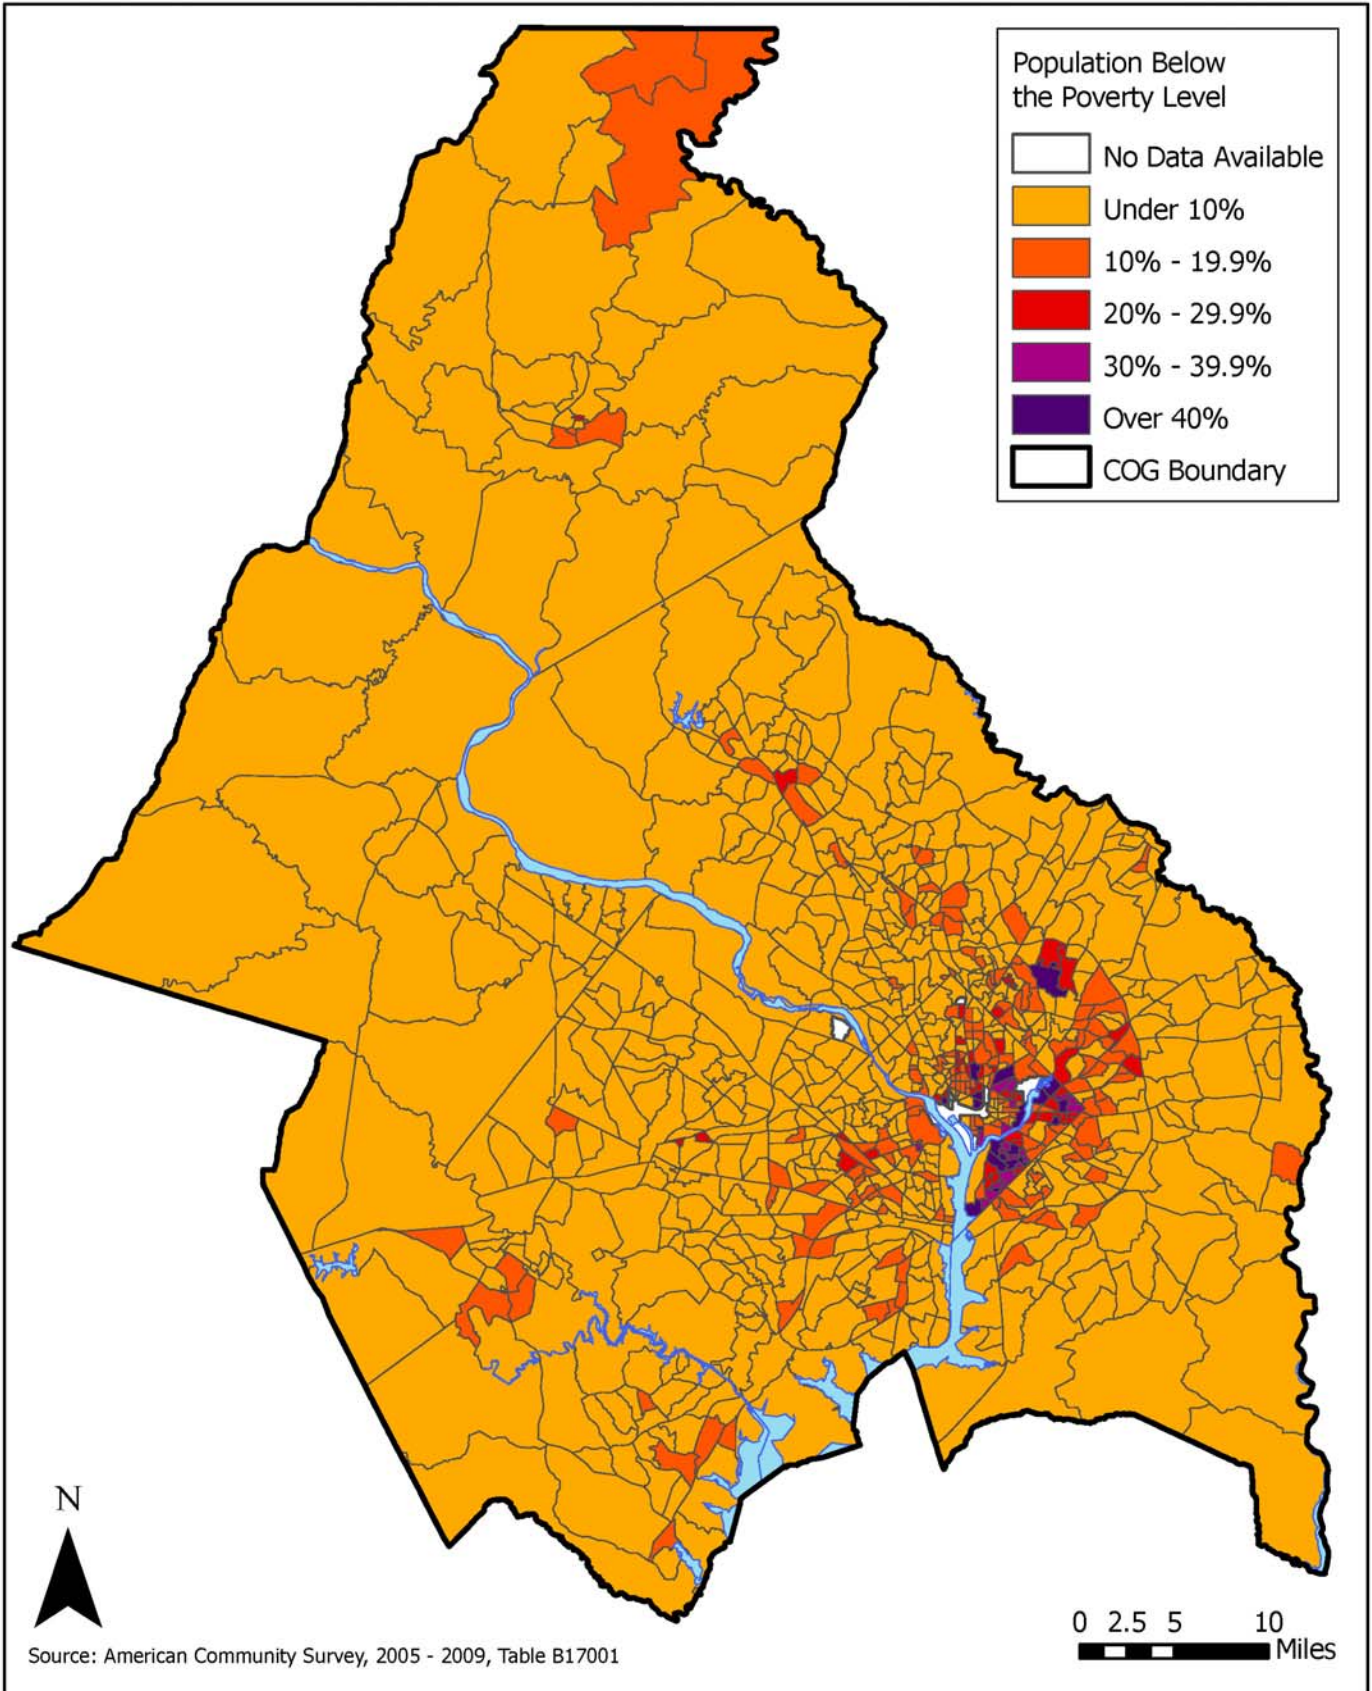 Population Below
the Poverty Level
No Data Available
Under 10%
10% - 19.9%
20% - 29.9%
30% - 39.9%
Over 40%
COG Boundary
N
0 2.5 5 10
Miles
Source: American Community Survey, 2005 - 2009, Table B17001